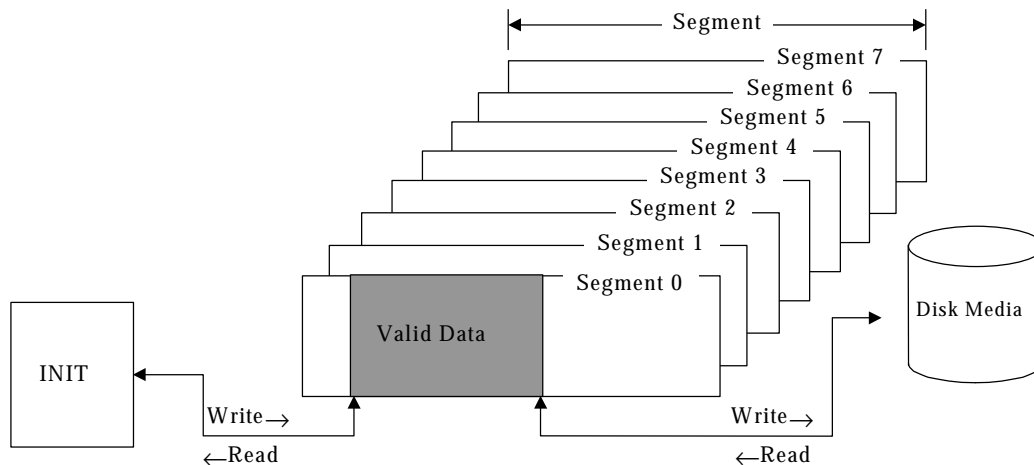 Segment
Segment 7
Segment 6
Segment 5
Segment 4
Segment 3
Segment 2
Segment 1
Segment 0
Valid Data
INIT
Disk Media
Write→
←Read
Write→
←Read